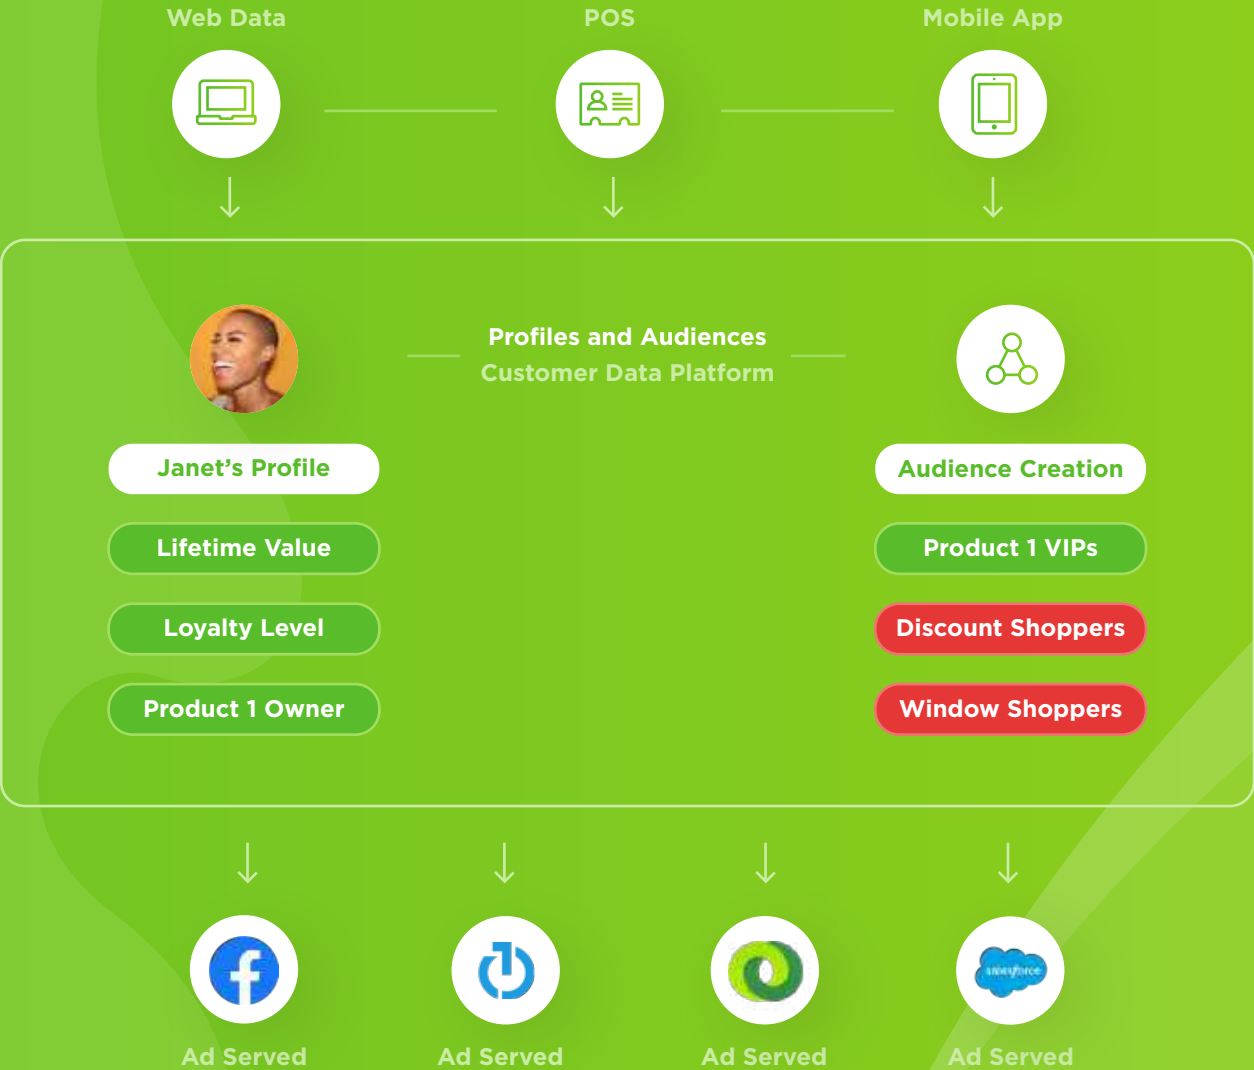 Web Data
POS
Mobile App
Profiles and Audiences
Customer Data Platform
Janet’s Profile
Audience Creation
Lifetime Value
Product 1 VIPs
Loyalty Level
Discount Shoppers
Product 1 Owner
Window Shoppers
salesforce
Ad Served
Ad Served
Ad Served
Ad Served